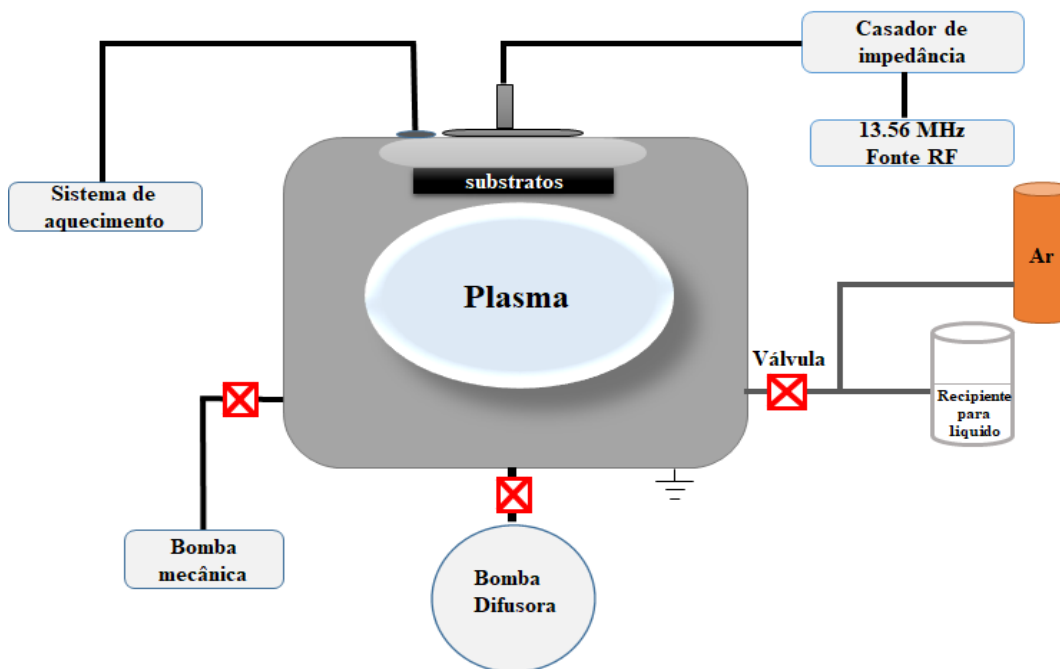 Casador de
impedância
13.56 MHz
Fonte RF
Sistema de
aquecimento
substratos
Plasma
Ar
Válvula
Recipiente
para
líquido
Bomba
mecânica
Bomba
Difusora